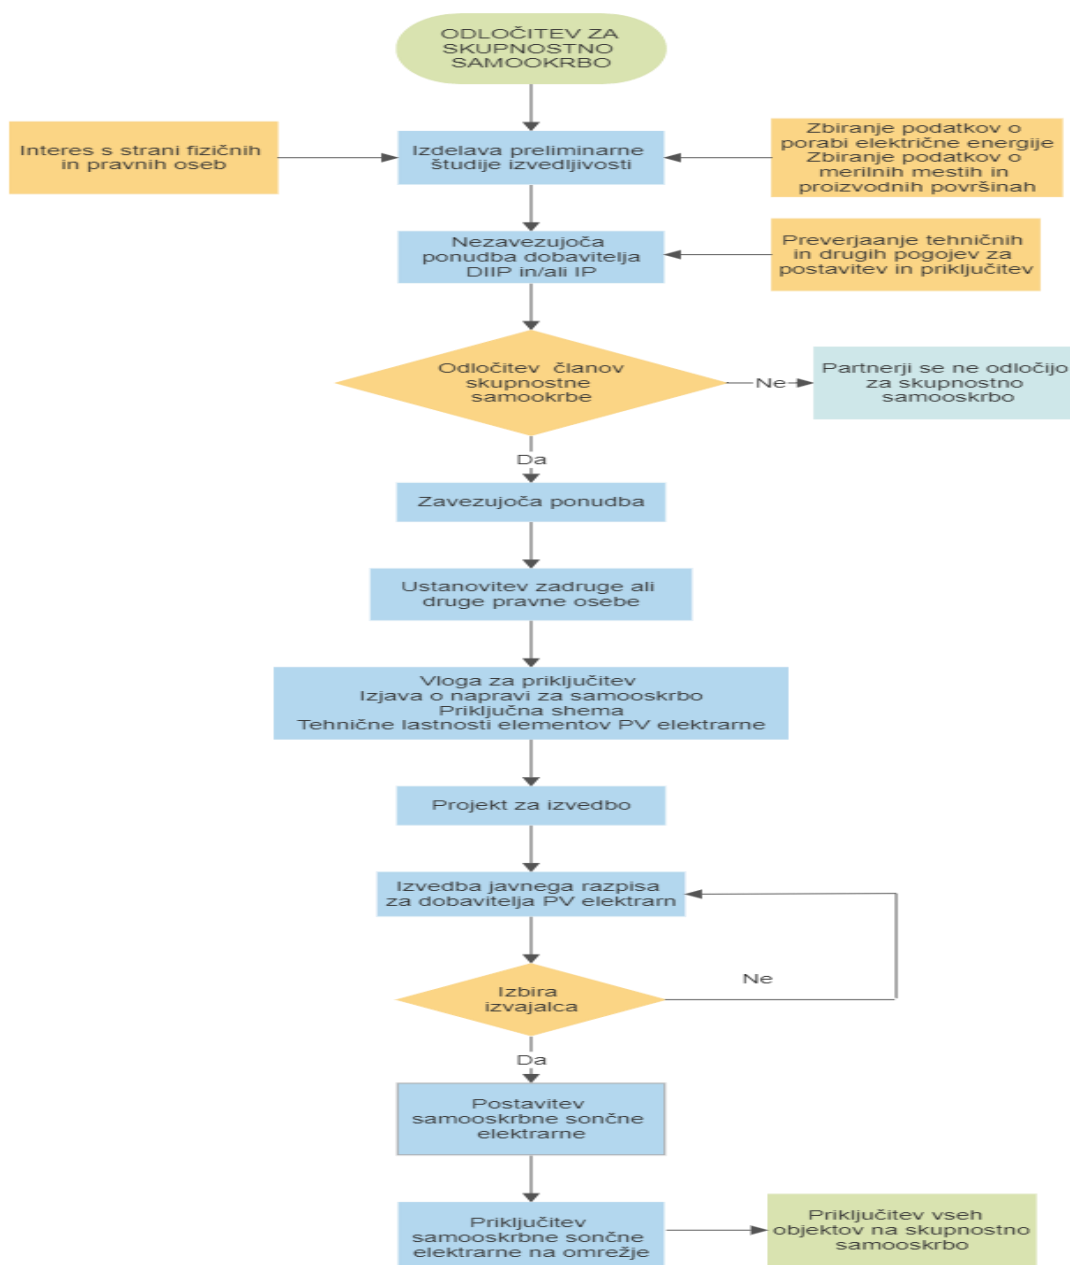 ODLOČITEV ZA
SKUPNOSTNO
SAMOOKRBO
Interes s strani fizičnih
in pravnih oseb
Izdelava preliminarne
študije izvedljivosti
Zbiranje podatkov o
porabi električne energije
Zbiranje podatkov o
merilnih mestih in
proizvodnih površinah
Nezavezujoča
ponudba dobavitelja
DIIP in/ali IP
Preverjaanje tehničnih
in drugih pogojev za
postavitev in priključitev
Odločitev članov
skupnostne
samookrbe
Ne
Partnerji se ne odločijo
za skupnostno
samooskrbo
Da
Zavezujoča ponudba
Ustanovitev zadruge ali
druge pravne osebe
Vloga za priključitev
Izjava o napravi za samooskrbo
Priključna shema
Tehnične lastnosti elementov PV elektrarne
Projekt za izvedbo
Izvedba javnega razpisa
za dobavitelja PV elektrarn
Izbira
izvajalca
Ne
Da
Postavitev
samooskrbne sončne
elektrarne
Priključitev
samooskrbne sončne
elektrarne na omrežje
Priključitev vseh
objektov na skupnostno
samooskrbo